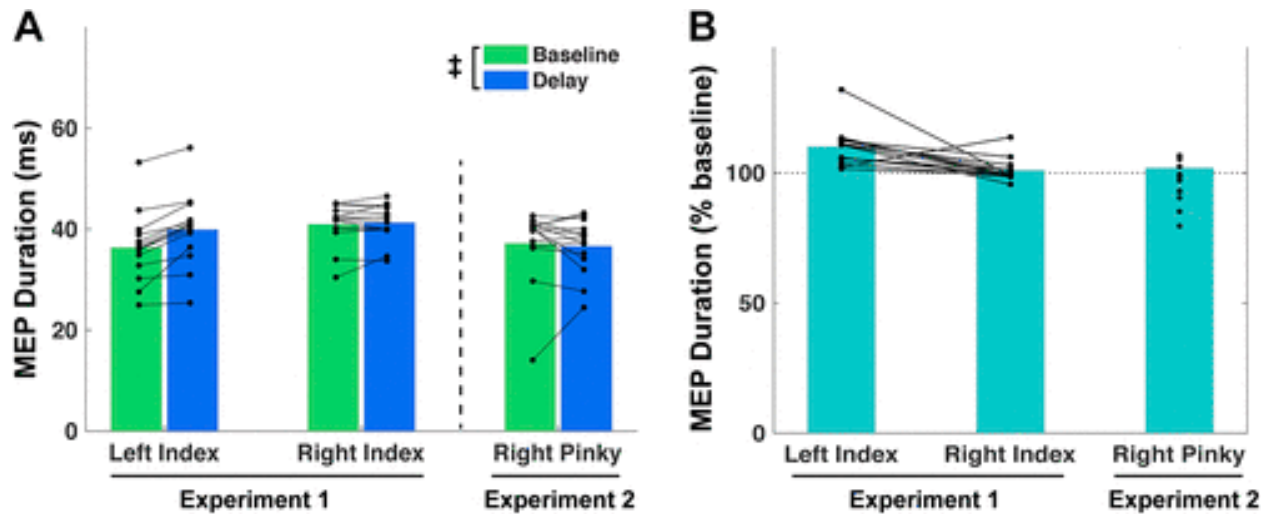 A
‡
Baseline
Delay
MEP Duration (ms)
60
40
20
0
Left Index
Right Index
Right Pinky
Experiment 1
Experiment 2
B
MEP Duration (% baseline)
100
50
0
Left Index
Right Index
Right Pinky
Experiment 1
Experiment 2